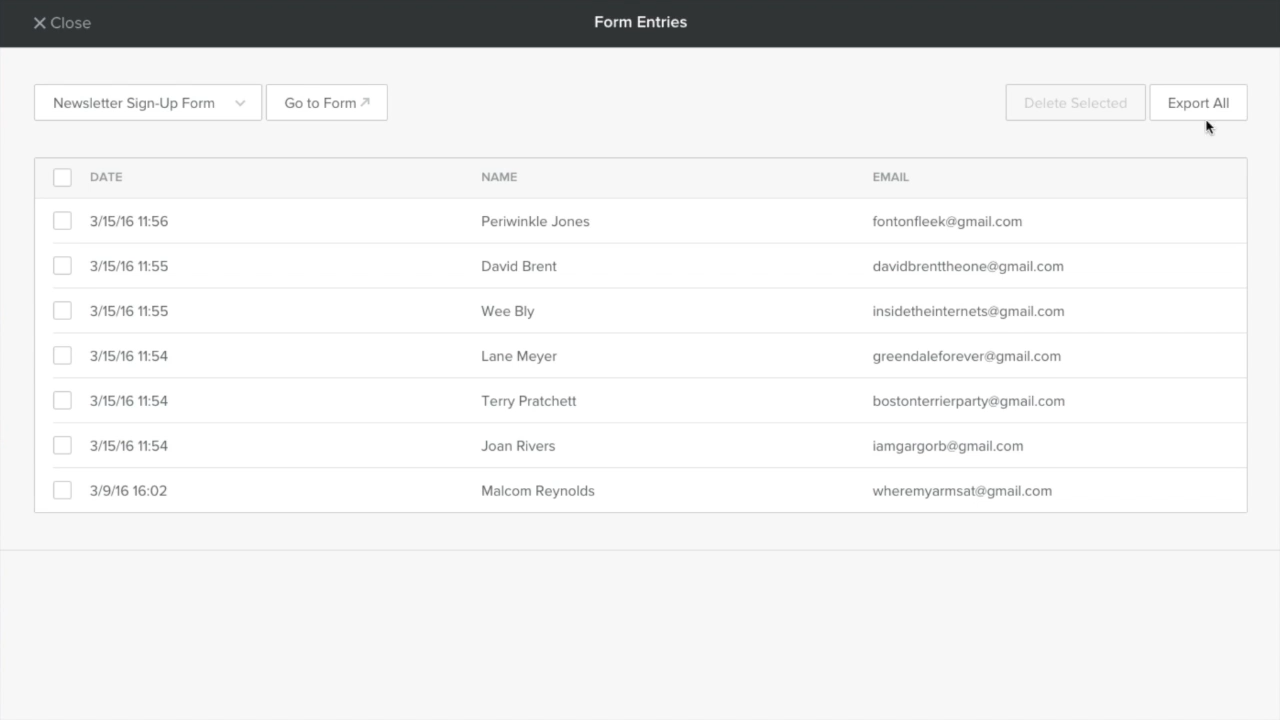 Close
Form Entries
Newsletter Sign-Up Form
Go to Form
Delete Selected
Export All
DATE NAME EMAIL
3/15/16 11:56 Periwinkle Jones fontonfleek@gmail.com
3/15/16 11:55 David Brent davidbrenttheone@gmail.com
3/15/16 11:55 Wee Bly insidetheinternets@gmail.com
3/15/16 11:54 Lane Meyer greendaleforever@gmail.com
3/15/16 11:54 Terry Pratchett bostonterrierparty@gmail.com
3/15/16 11:54 Joan Rivers iamgargorb@gmail.com
3/9/16 16:02 Malcom Reynolds wheremyarmsat@gmail.com